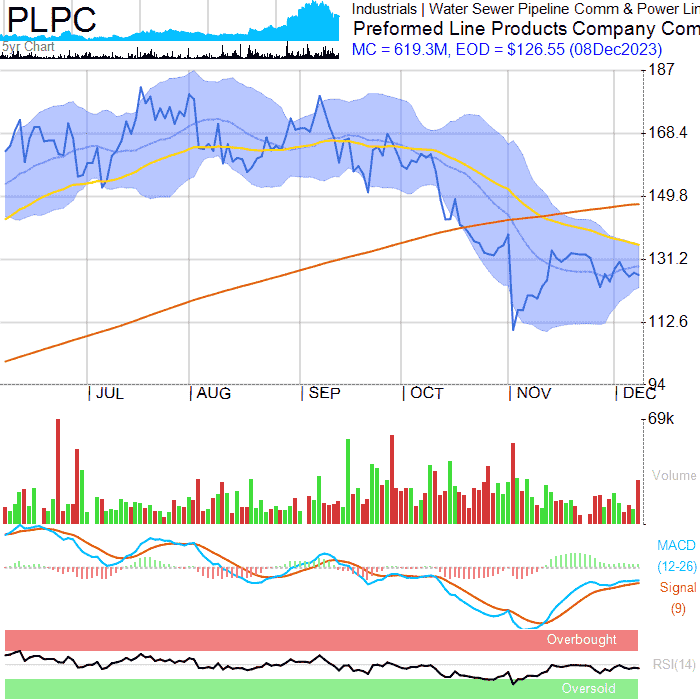 PLPC
5yr Chart
Industrials | Water Sewer Pipeline Comm & Power Lin
Preformed Line Products Company Com
MC = 619.3M, EOD = $126.55 (08Dec2023)
187
168.4
149.8
131.2
112.6
94
JUL AUG SEP OCT NOV DEC
69k
Volume
MACD
(12-26)
Signal
(9)
Overbought
RSI(14)
Oversold